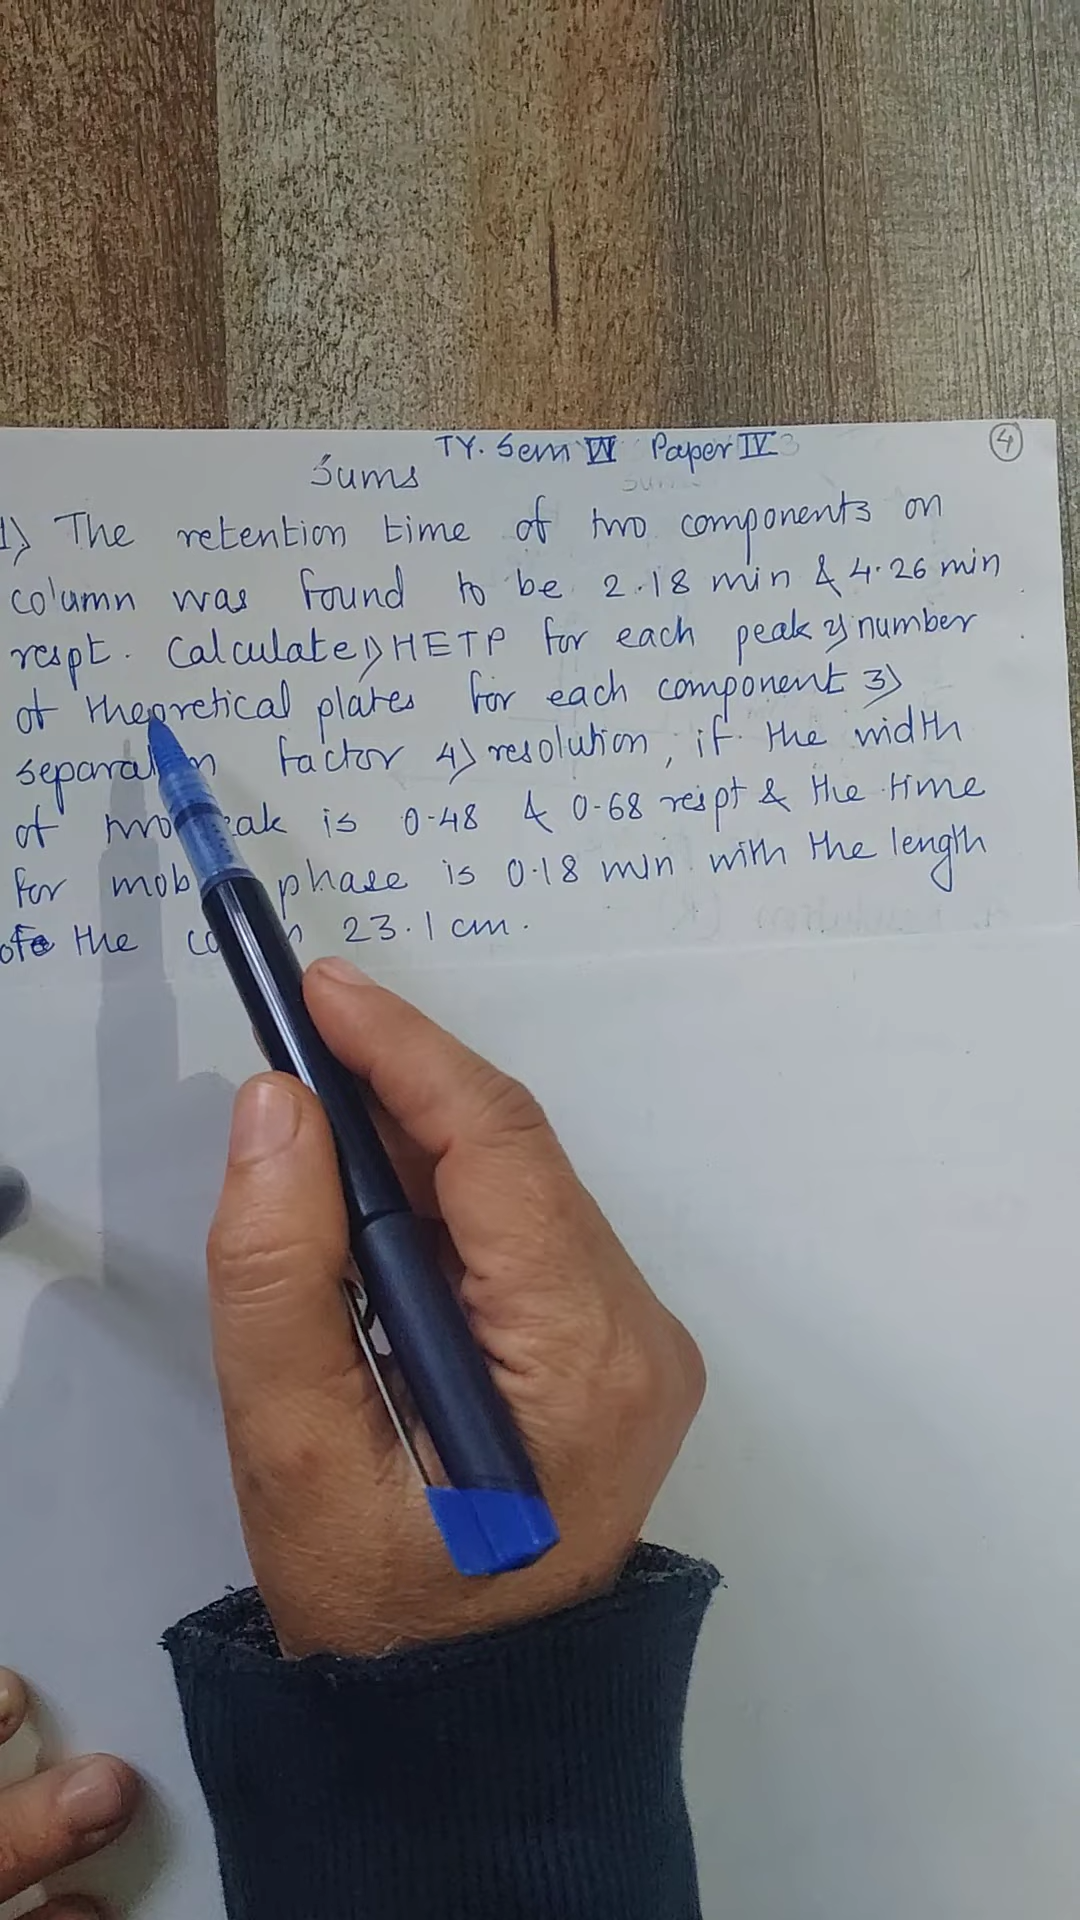 TY. Sem VI Paper IV
4
Sums
1) The retention time of two components on
column was found to be 2.18 min & 4.26 min
respt. Calculate 1) HETP for each peak 2) number
of theoretical plates for each component 3)
factor 4) resolution, if the width
of is 0.48 & 0.68 respt & the time
for phase is 0.18 min with the length
of the 23.1 cm.